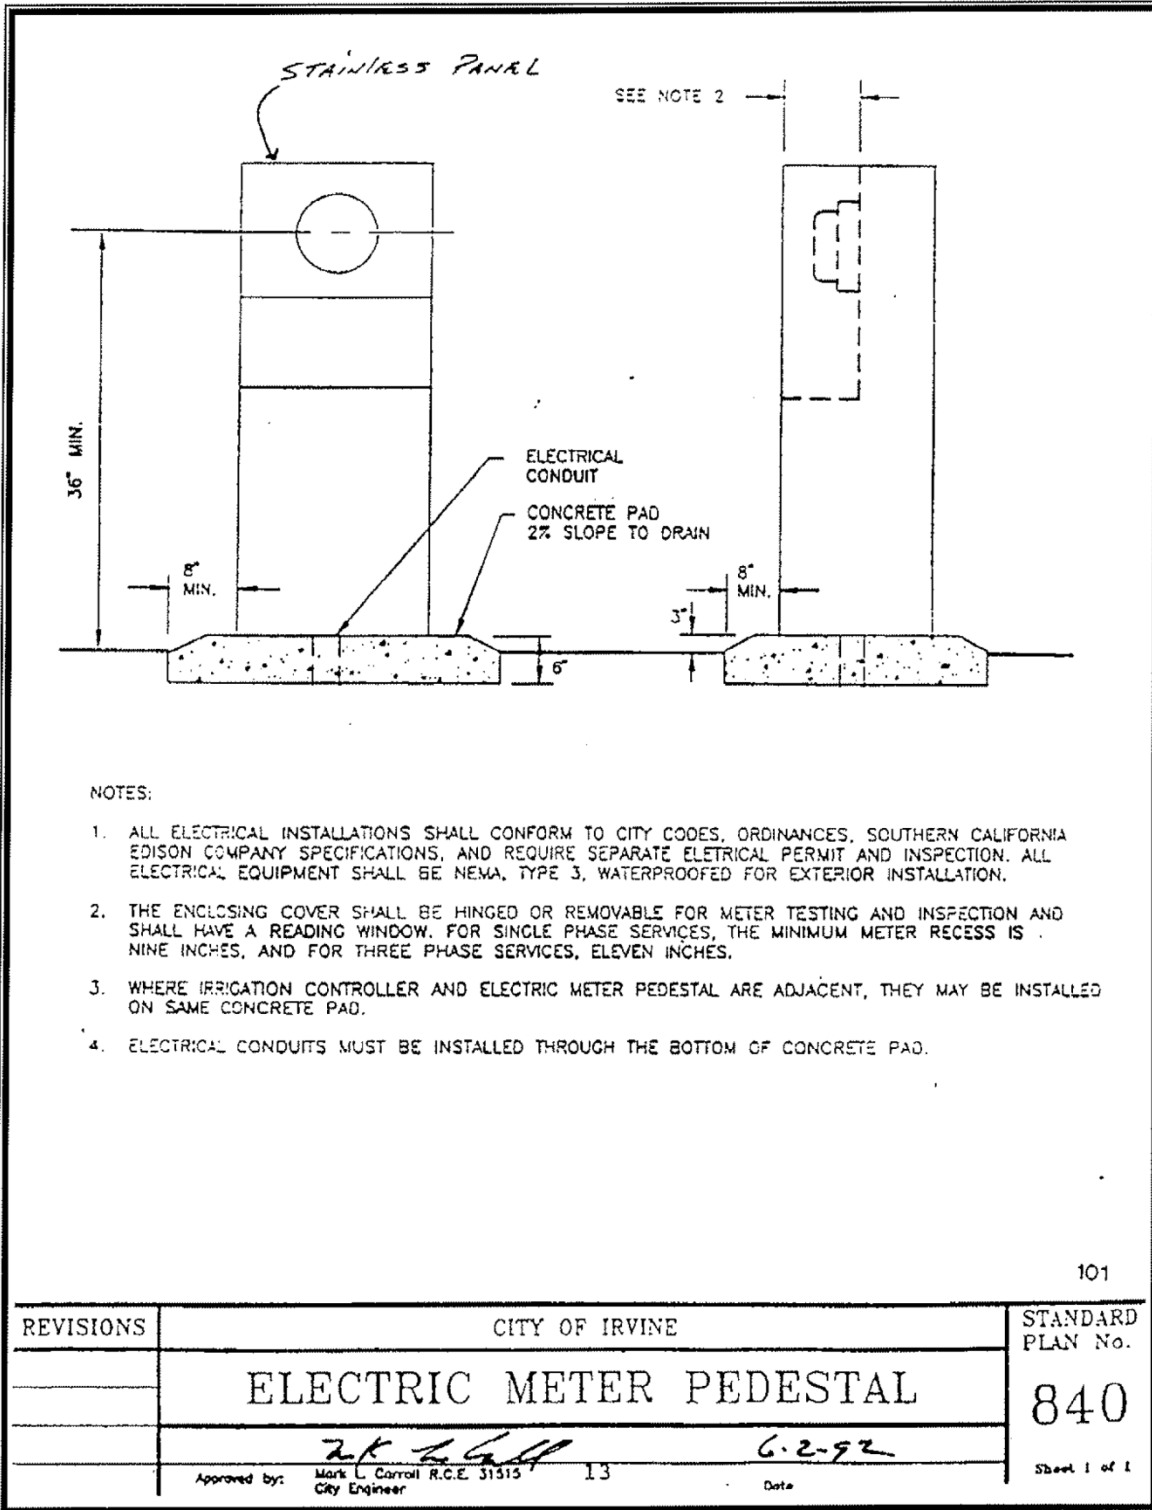 STAINLESS PANEL
SEE NOTE 2
36" MIN.
ELECTRICAL
CONDUIT
CONCRETE PAD
2% SLOPE TO DRAIN
8"
MIN.
8"
MIN.
3"
6"
NOTES:
1. ALL ELECTRICAL INSTALLATIONS SHALL CONFORM TO CITY CODES, ORDINANCES, SOUTHERN CALIFORNIA
EDISON COMPANY SPECIFICATIONS, AND REQUIRE SEPARATE ELETRICAL PERMIT AND INSPECTION. ALL
ELECTRICAL EQUIPMENT SHALL BE NEMA, TYPE 3, WATERPROOFED FOR EXTERIOR INSTALLATION.
2. THE ENCLOSING COVER SHALL BE HINGED OR REMOVABLE FOR METER TESTING AND INSPECTION AND
SHALL HAVE A READING WINDOW. FOR SINGLE PHASE SERVICES, THE MINIMUM METER RECESS IS
NINE INCHES, AND FOR THREE PHASE SERVICES, ELEVEN INCHES.
3. WHERE IRRIGATION CONTROLLER AND ELECTRIC METER PEDESTAL ARE ADJACENT, THEY MAY BE INSTALLED
ON SAME CONCRETE PAD.
4. ELECTRICAL CONDUITS MUST BE INSTALLED THROUGH THE BOTTOM OF CONCRETE PAD.
101
REVISIONS
CITY OF IRVINE
STANDARD
PLAN No.
ELECTRIC METER PEDESTAL
840
6-2-92
Approved by:
Mark L. Carroll R.C.E. 31515
City Engineer
13
Date
Sheet 1 of 1